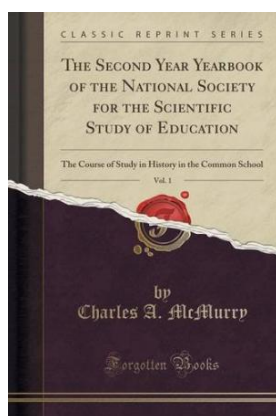 CLASSIC REPRINT SERIES
THE SECOND YEAR YEARBOOK
OF THE NATIONAL SOCIETY
FOR THE SCIENTIFIC
STUDY OF EDUCATION
The Course of Study in History in the Common School
Vol. 1
by
Charles A. McMurry
Forgotten Books